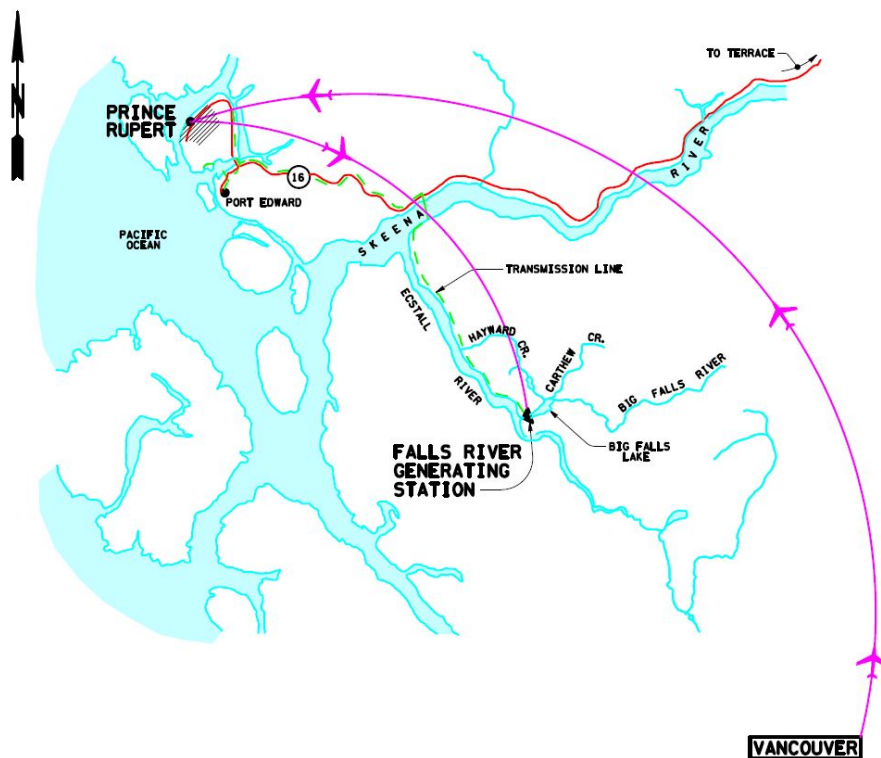 N
TO TERRACE
PRINCE
RUPERT
RIVER
16
PORT EDWARD
SKEENA
PACIFIC
OCEAN
TRANSMISSION LINE
ECSTALL
RIVER
HAYWARD CR.
CARTHEW CR.
BIG FALLS RIVER
BIG FALLS
LAKE
FALLS RIVER
GENERATING
STATION
VANCOUVER